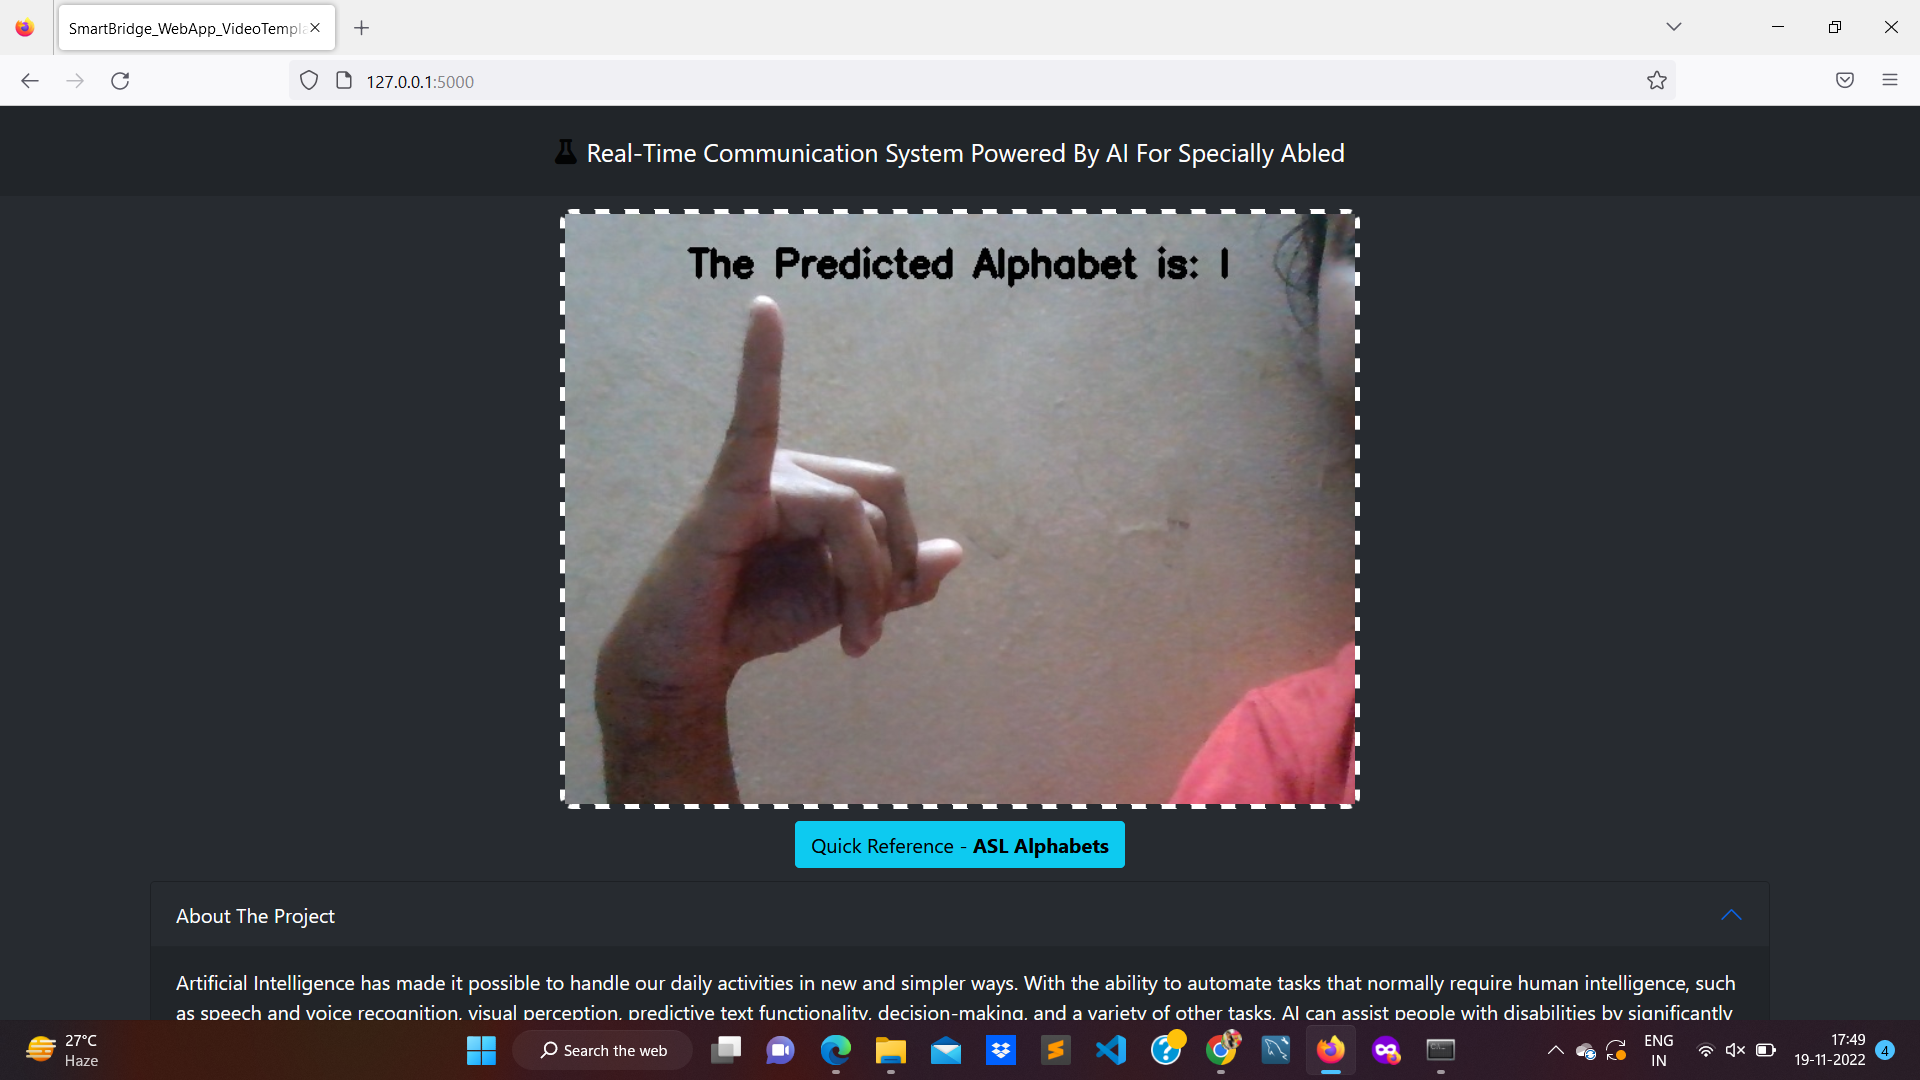 SmartBridge_WebApp_VideoTempla
127.0.0.1:5000
Real-Time Communication System Powered By AI For Specially Abled
The Predicted Alphabet is: I
Quick Reference - ASL Alphabets
About The Project
Artificial Intelligence has made it possible to handle our daily activities in new and simpler ways. With the ability to automate tasks that normally require human intelligence, such
as speech and voice recognition, visual perception, predictive text functionality, decision-making, and a variety of other tasks, AI can assist people with disabilities by significantly
27°C
Haze
Search the web
ENG
IN
17:49
19-11-2022
4